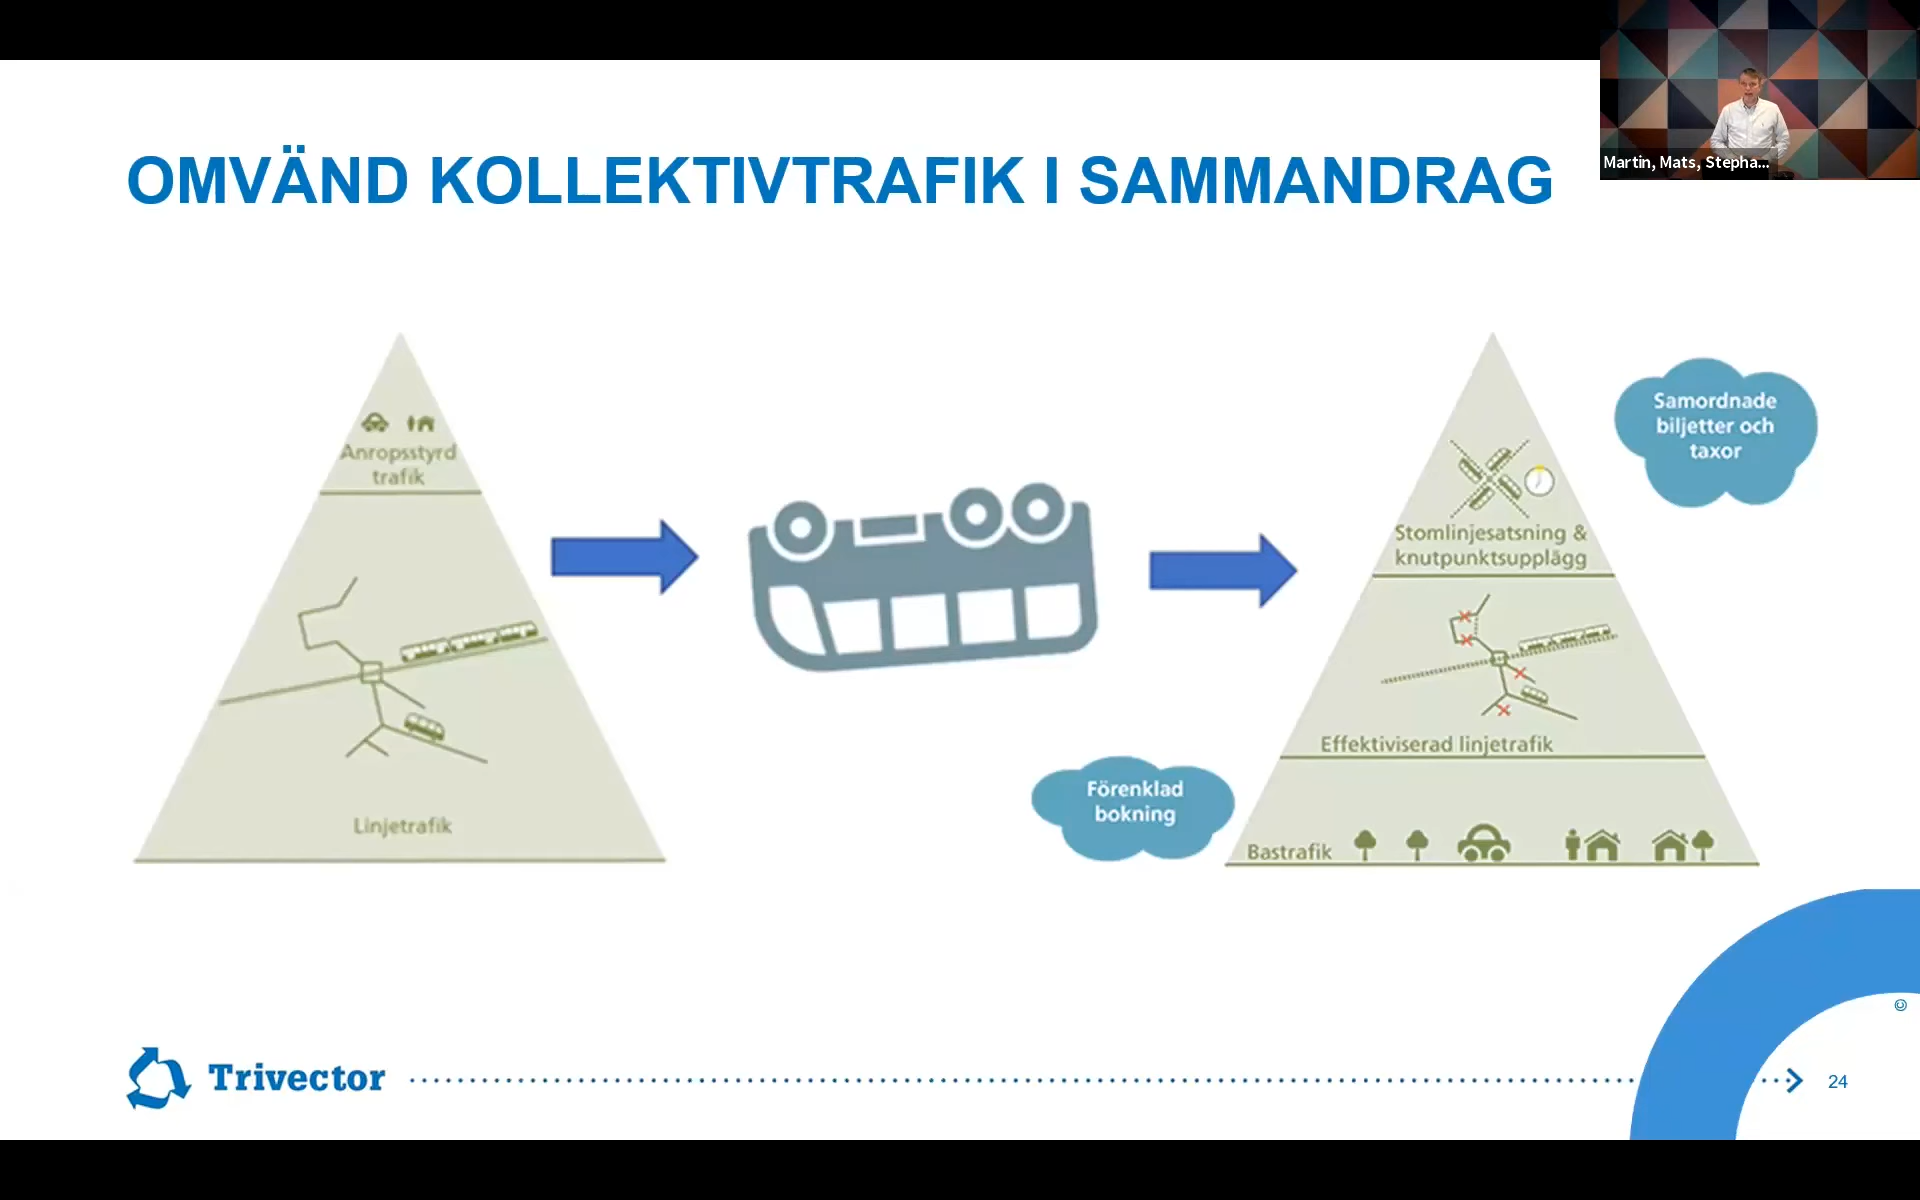 Martin, Mats, Stepha...
OMVÄND KOLLEKTIVTRAFIK I SAMMANDRAG
Anropsstyrd
trafik
Linjetrafik
Förenklad
bokning
Samordnade
biljetter och
taxor
Stomlinjesatsning &
knutpunktsupplägg
Effektiviserad linjetrafik
Bastrafik
©
Trivector
24